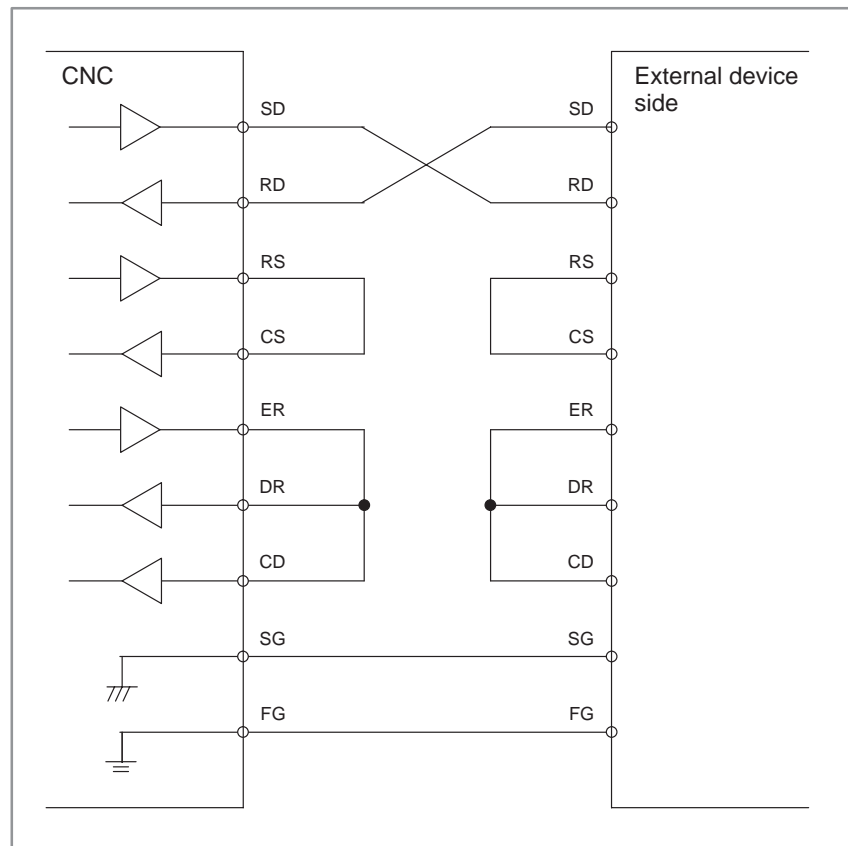 CNC
External device
side
SD
SD
RD
RD
RS
RS
CS
CS
ER
ER
DR
DR
CD
CD
SG
SG
FG
FG